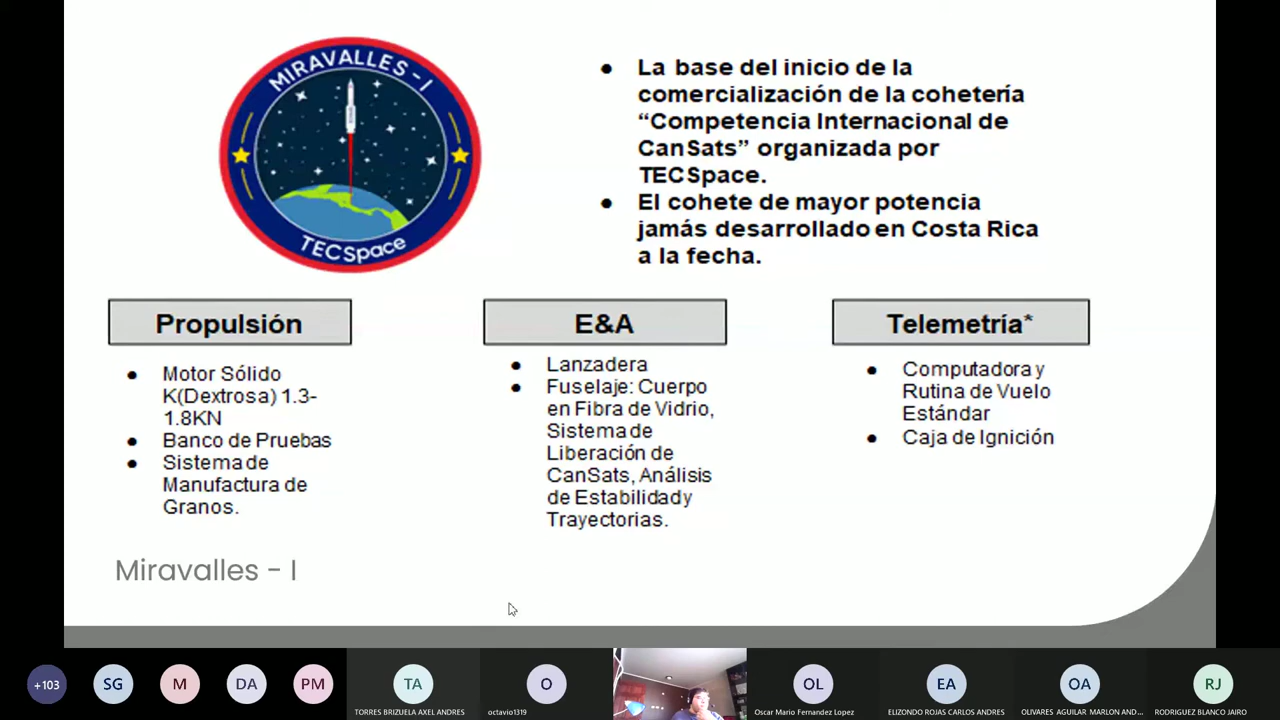 MIRAVALLES - I
TECSpace
● La base del inicio de la
comercialización de la cohetería
“Competencia Internacional de
CanSats” organizada por
TECSpace.
● El cohete de mayor potencia
jamás desarrollado en Costa Rica
a la fecha.
Propulsión
● Motor Sólido
K(Dextrosa) 1.3-
1.8KN
● Banco de Pruebas
● Sistema de
Manufactura de
Granos.
E&A
● Lanzadera
● Fuselaje: Cuerpo
en Fibra de Vidrio,
Sistema de
Liberación de
CanSats, Análisis
de Estabilidad y
Trayectorias.
Telemetría*
● Computadora y
Rutina de Vuelo
Estándar
● Caja de Ignición
Miravalles - I
+103
SG
M
DA
PM
TA
TORRES BRIZUELA AXEL ANDRES
O
octavio1319
OL
Oscar Mario Fernandez Lopez
EA
ELIZONDO ROJAS CARLOS ANDRES
OA
OLIVARES AGUILAR MARLON AND...
RJ
RODRIGUEZ BLANCO JAIRO